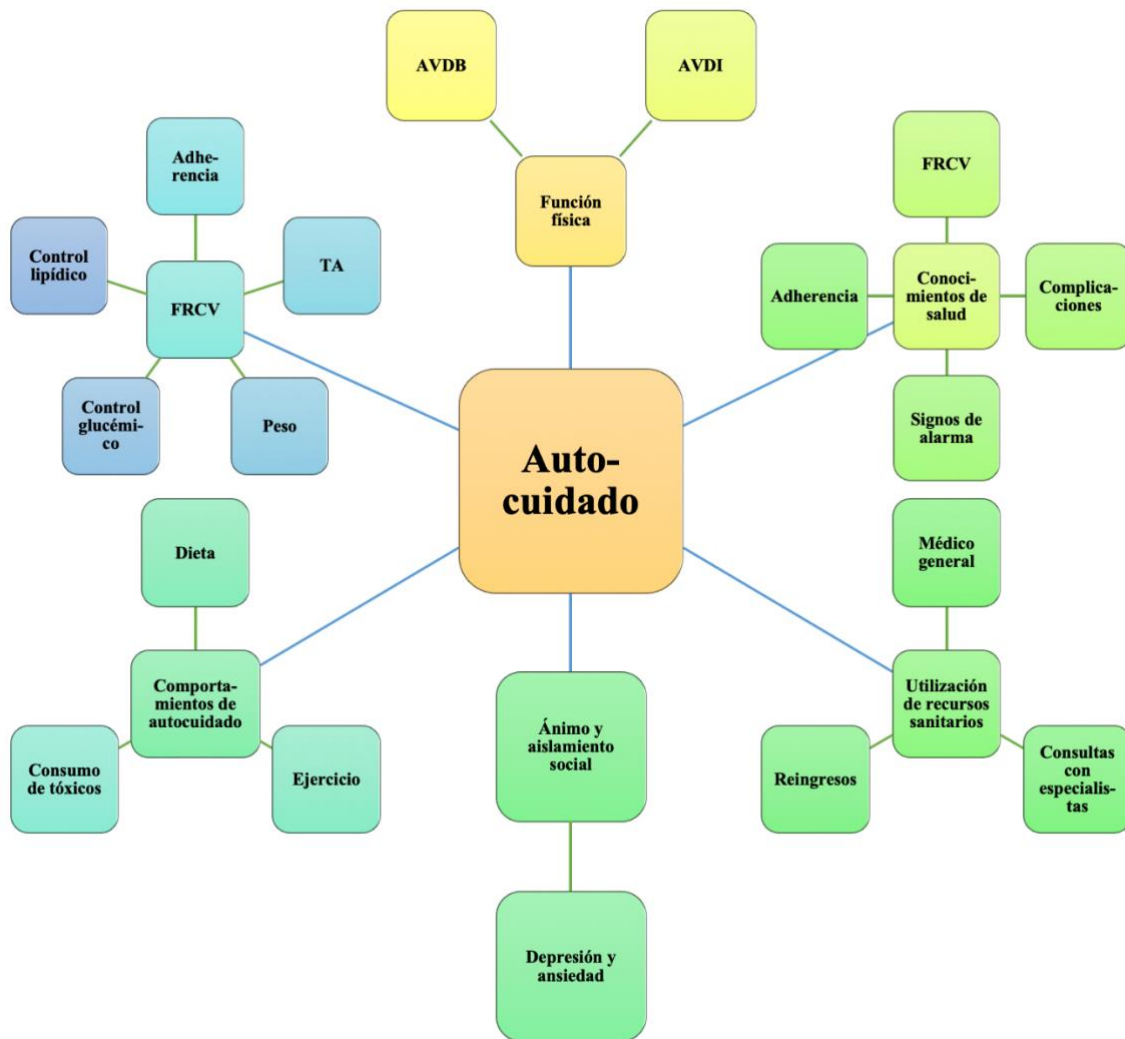 AVDB
AVDI
Función
física
Adhe-
rencia
Control
lipídico
TA
FRCV
Control
glucémi-
co
Peso
FRCV
Adherencia
Conoci-
mientos de
salud
Complica-
ciones
Signos de
alarma
Auto-
cuidado
Dieta
Comporta-
mientos de
autocuidado
Consumo
de tóxicos
Ejercicio
Ánimo y
aislamiento
social
Depresión y
ansiedad
Médico
general
Utilización
de recursos
sanitarios
Reingresos
Consultas
con
especialis-
tas